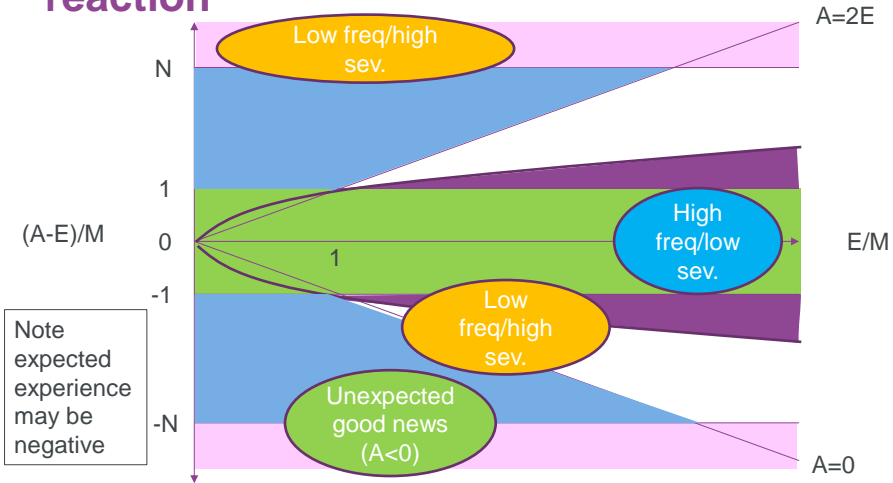 reaction
A=2E
Low freq/high
sev.
N
1
High
freq/low
sev.
(A-E)/M
0
1
E/M
-1
Low
freq/high
sev.
Note
expected
experience
may be
negative
Unexpected
good news
(A<0)
-N
A=0